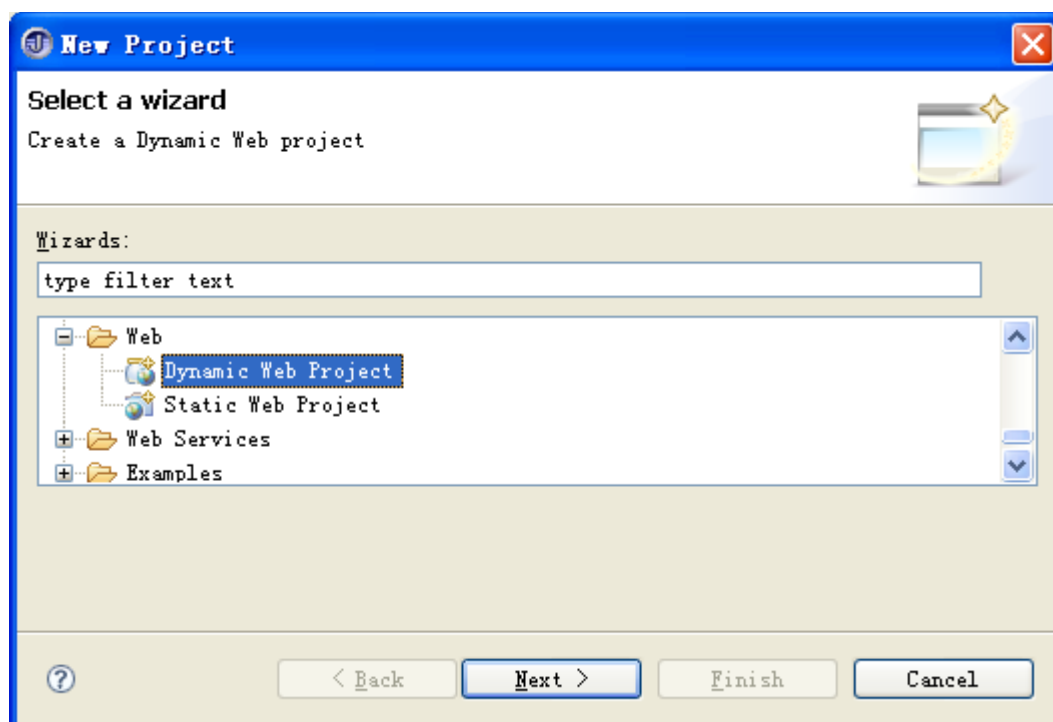 New Project
Select a wizard
Create a Dynamic Web project
Wizards:
type filter text
Web
Dynamic Web Project
Static Web Project
Web Services
Examples
< Back
Next >
Finish
Cancel